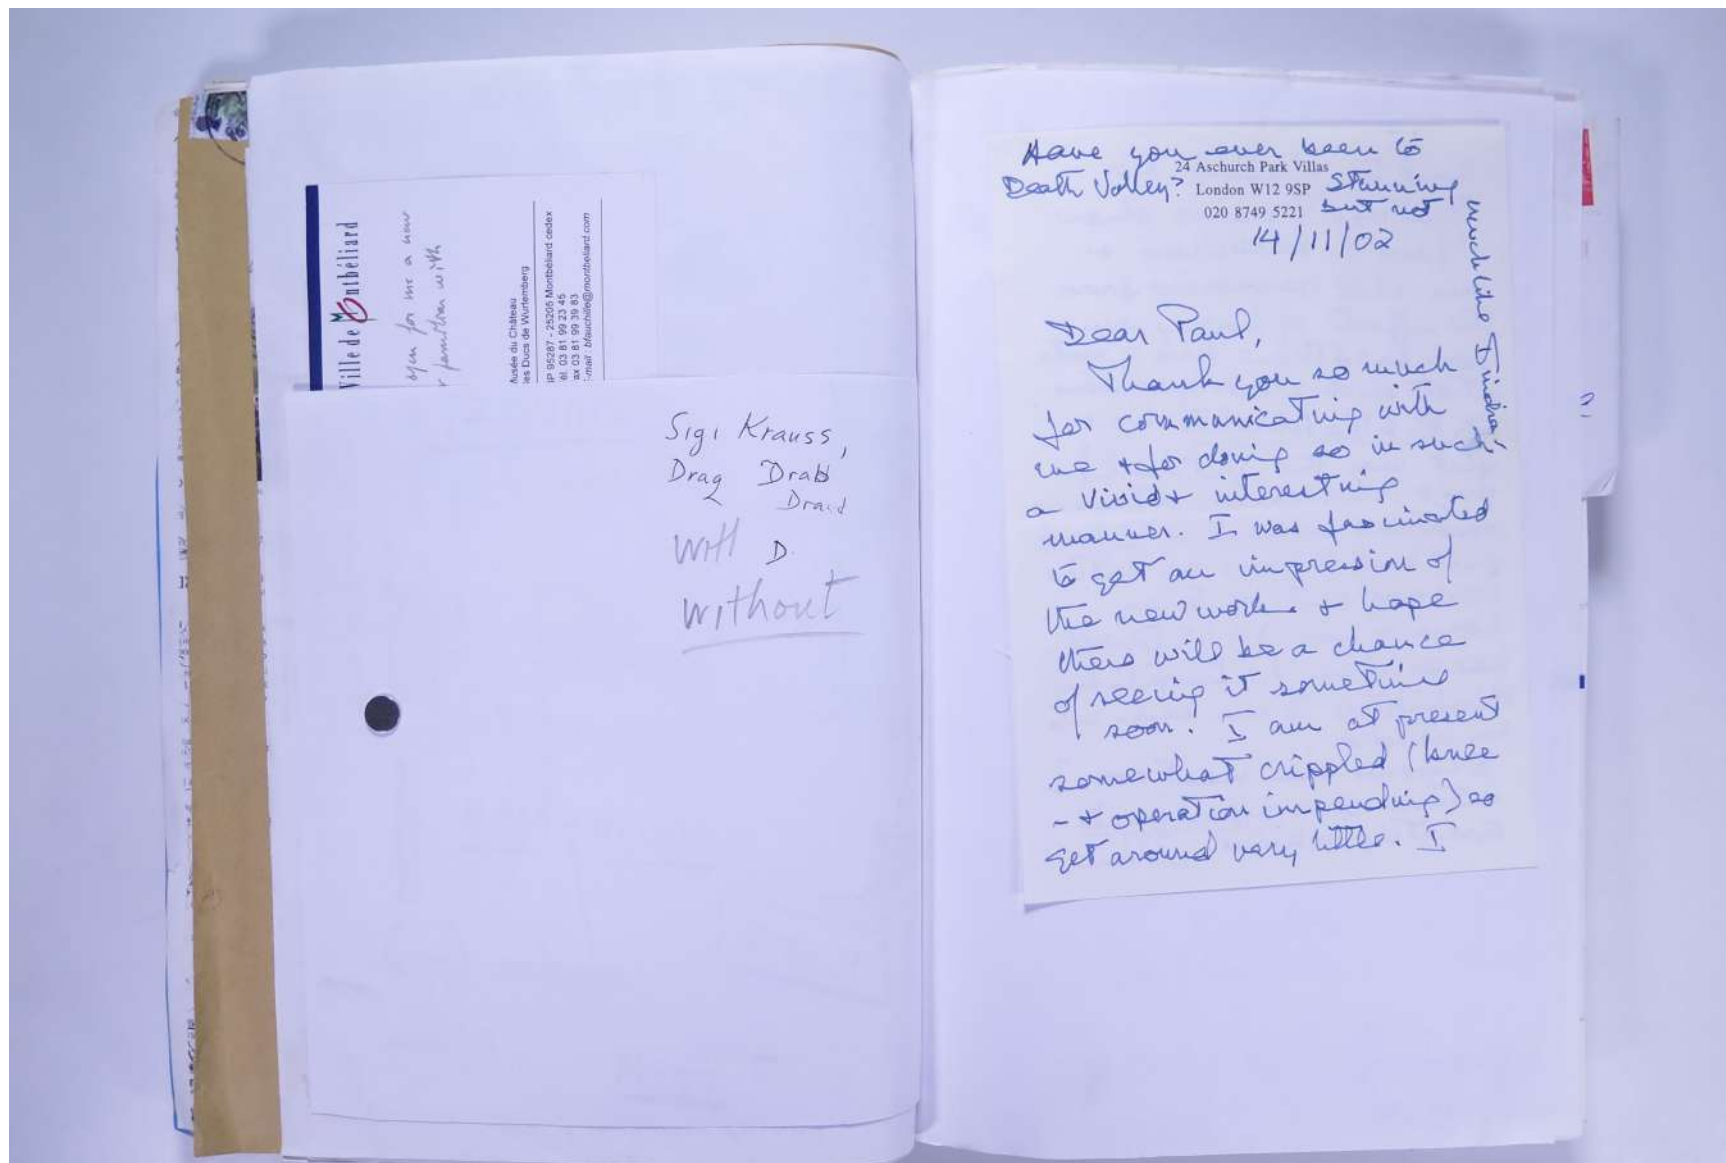 Ville de Montbéliard
for me a new
with
Musée du Château
des Ducs de Wurtemberg
BP 95287 - 25205 Montbéliard cedex
tél. 03 81 99 23 45
fax 03 81 99 39 83
E-mail : bfauchille@montbeliard.com
Sigi Krauss,
Drag Drab
Draid
will D
without
Have you ever been to
24 Aschurch Park Villas
Death Valley?
London W12 9SP
Stunning
020 8749 5221
but not
much like
14/11/02
Dear Paul,
Thank you so much
for communicating with
me & for doing so in such
a vivid & interesting
manner. I was fascinated
to get an impression of
the new work & hope
there will be a chance
of seeing it sometime
soon! I am at present
somewhat crippled (knee
- & operation impending) so
get around very little. I